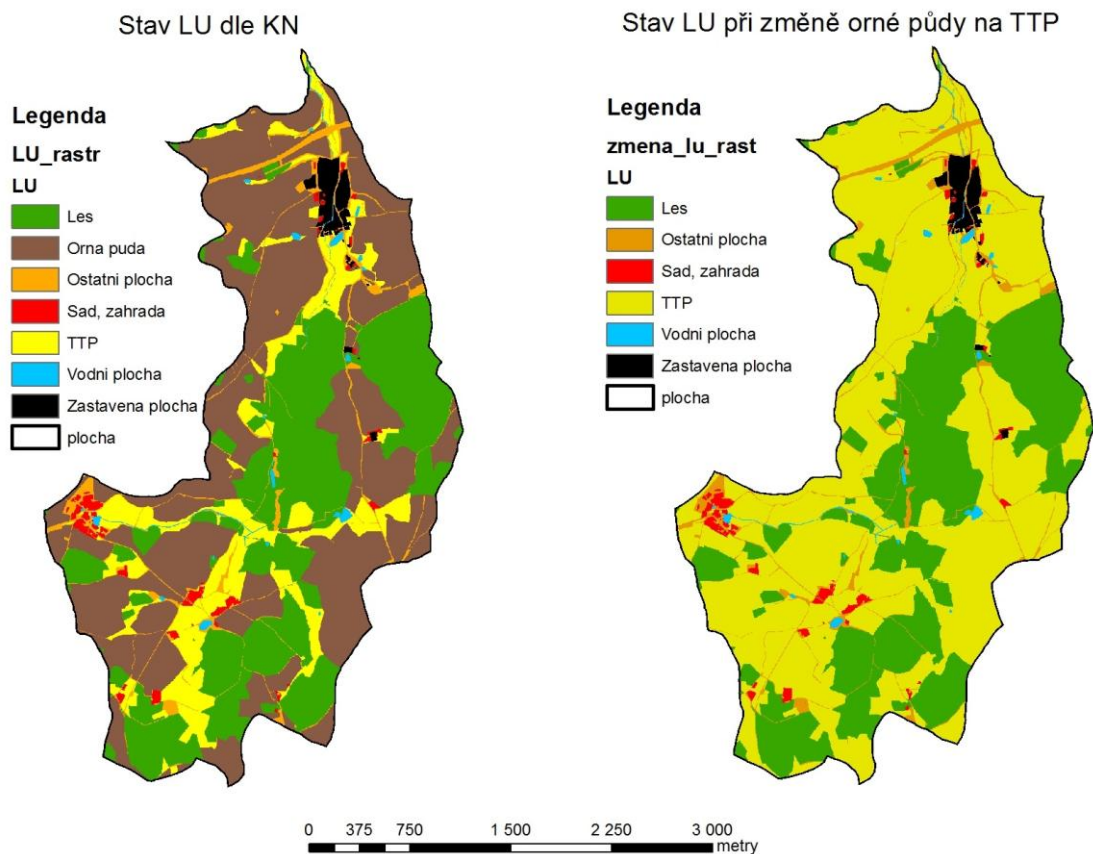 Stav LU dle KN
Legenda
LU_rastr
LU
Les
Orna puda
Ostatni plocha
Sad, zahrada
TTP
Vodni plocha
Zastavena plocha
plocha
Stav LU při změně orné půdy na TTP
Legenda
zmena_lu_rast
LU
Les
Ostatni plocha
Sad, zahrada
TTP
Vodni plocha
Zastavena plocha
plocha
0 375 750 1 500 2 250 3 000
metry